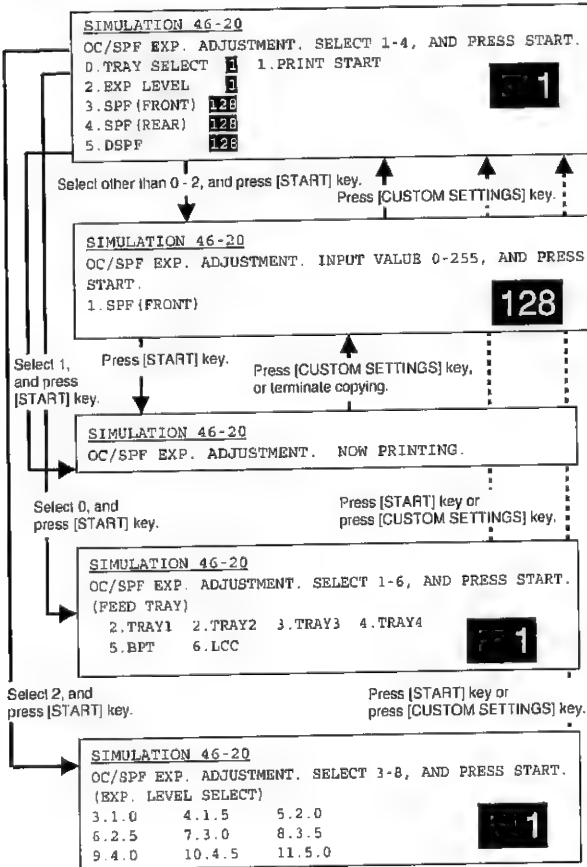 SIMULATION 46-20
OC/SPF EXP. ADJUSTMENT. SELECT 1-4, AND PRESS START.
0.TRAY SELECT 1 1.PRINT START
2.EXP LEVEL 1
3.SPF(FRONT) 128
4.SPF(REAR) 128
5.DSPF 128
1
Select other than 0 - 2, and press [START] key.
Press [CUSTOM SETTINGS] key.
SIMULATION 46-20
OC/SPF EXP. ADJUSTMENT. INPUT VALUE 0-255, AND PRESS
START.
1.SPF(FRONT)
128
Select 1,
and press
[START] key.
Press [START] key.
Press [CUSTOM SETTINGS] key,
or terminate copying.
SIMULATION 46-20
OC/SPF EXP. ADJUSTMENT. NOW PRINTING.
Select 0, and
press [START] key.
Press [START] key or
press [CUSTOM SETTINGS] key.
SIMULATION 46-20
OC/SPF EXP. ADJUSTMENT. SELECT 1-6, AND PRESS START.
(FEED TRAY)
2.TRAY1 2.TRAY2 3.TRAY3 4.TRAY4
5.BPT 6.LCC
1
Select 2, and
press [START] key.
Press [START] key or
press [CUSTOM SETTINGS] key.
SIMULATION 46-20
OC/SPF EXP. ADJUSTMENT. SELECT 3-8, AND PRESS START.
(EXP. LEVEL SELECT)
3.1.0 4.1.5 5.2.0
6.2.5 7.3.0 8.3.5
9.4.0 10.4.5 11.5.0
1